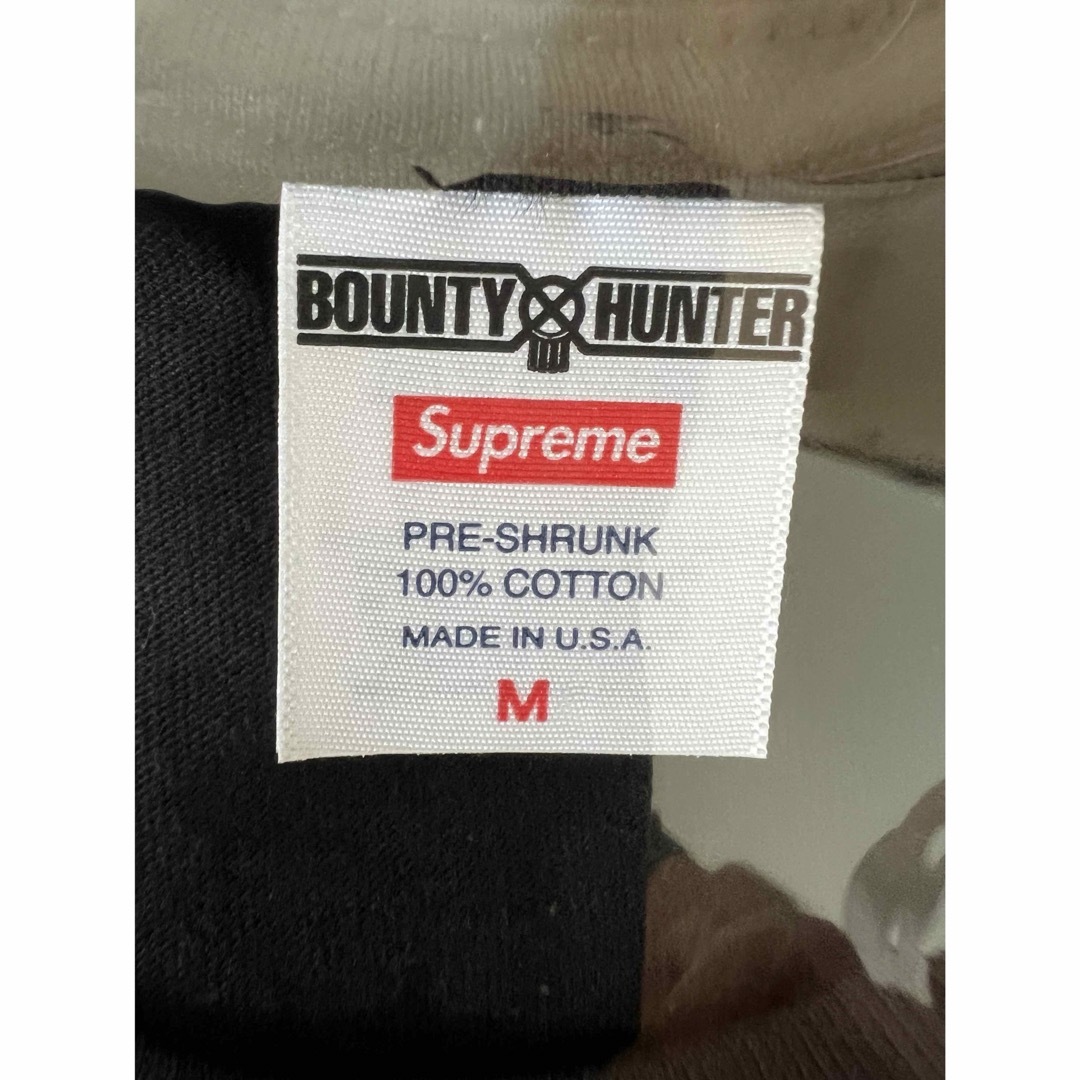 BOUNTY HUNTER
Supreme
PRE-SHRUNK
100% COTTON
MADE IN U.S.A.
M